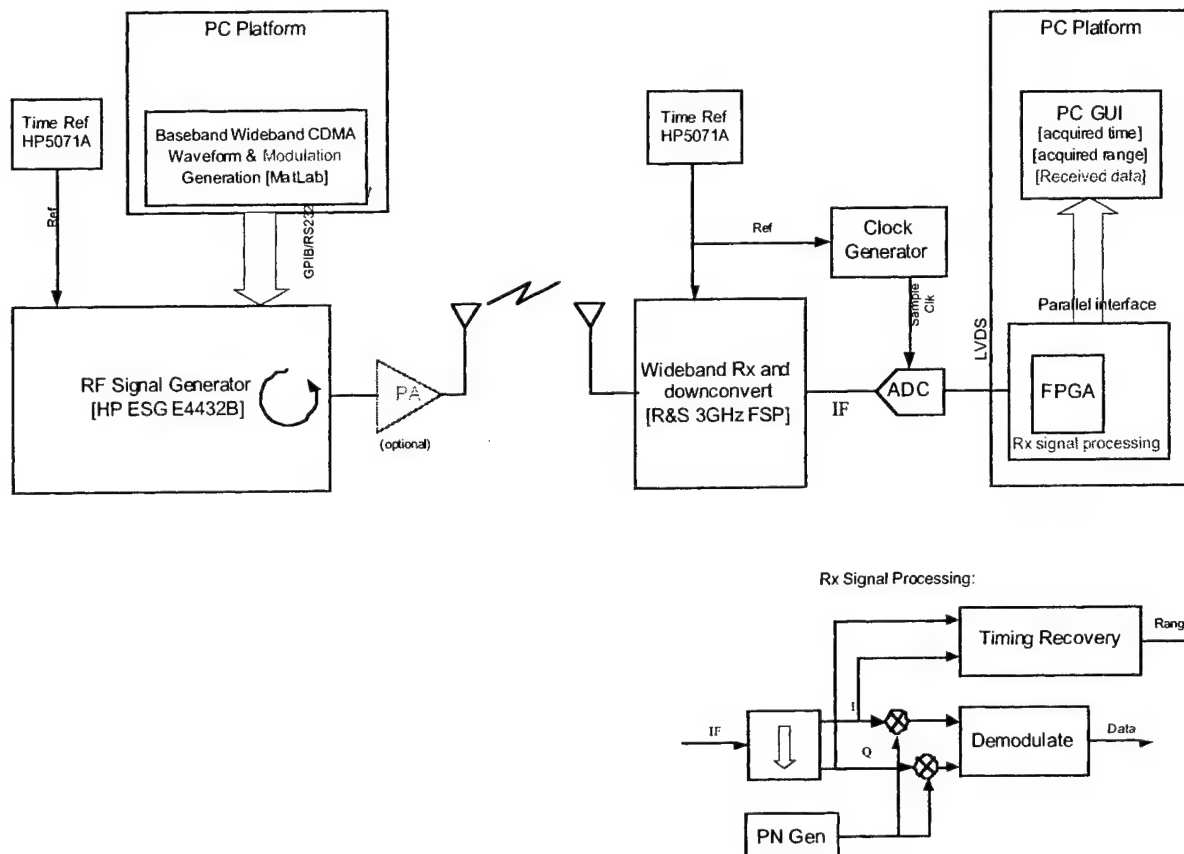 PC Platform
Time Ref
HP5071A
Baseband Wideband CDMA
Waveform & Modulation
Generation [MatLab]
Ref
GPIB/RS232
RF Signal Generator
[HP ESG E4432B]
PA
(optional)
Time Ref
HP5071A
Ref
Clock
Generator
Sample
Clk
Wideband Rx and
downconvert
[R&S 3GHz FSP]
IF
ADC
LVDS
PC Platform
PC GUI
[acquired time]
[acquired range]
[Received data}
Parallel interface
FPGA
Rx signal processing
Rx Signal Processing:
Timing Recovery
Rang
IF
I
Q
Demodulate
Data
PN Gen